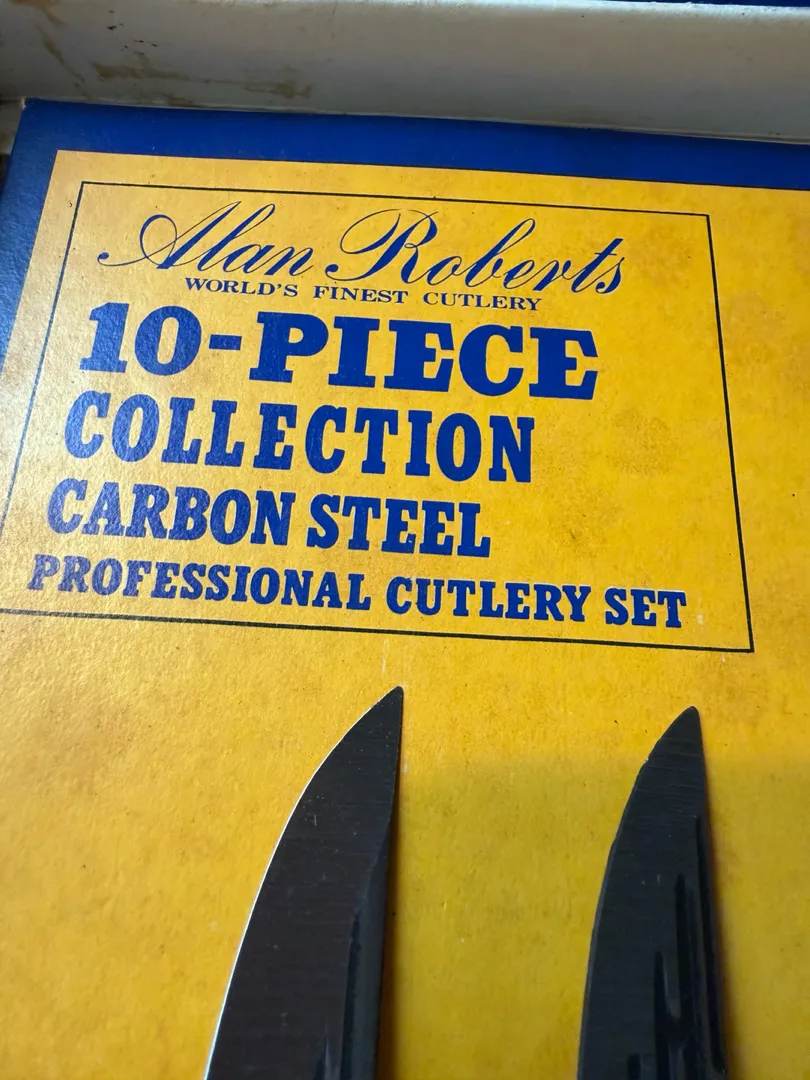 Alan Roberts
WORLD'S FINEST CUTLERY
10-PIECE
COLLECTION
CARBON STEEL
PROFESSIONAL CUTLERY SET